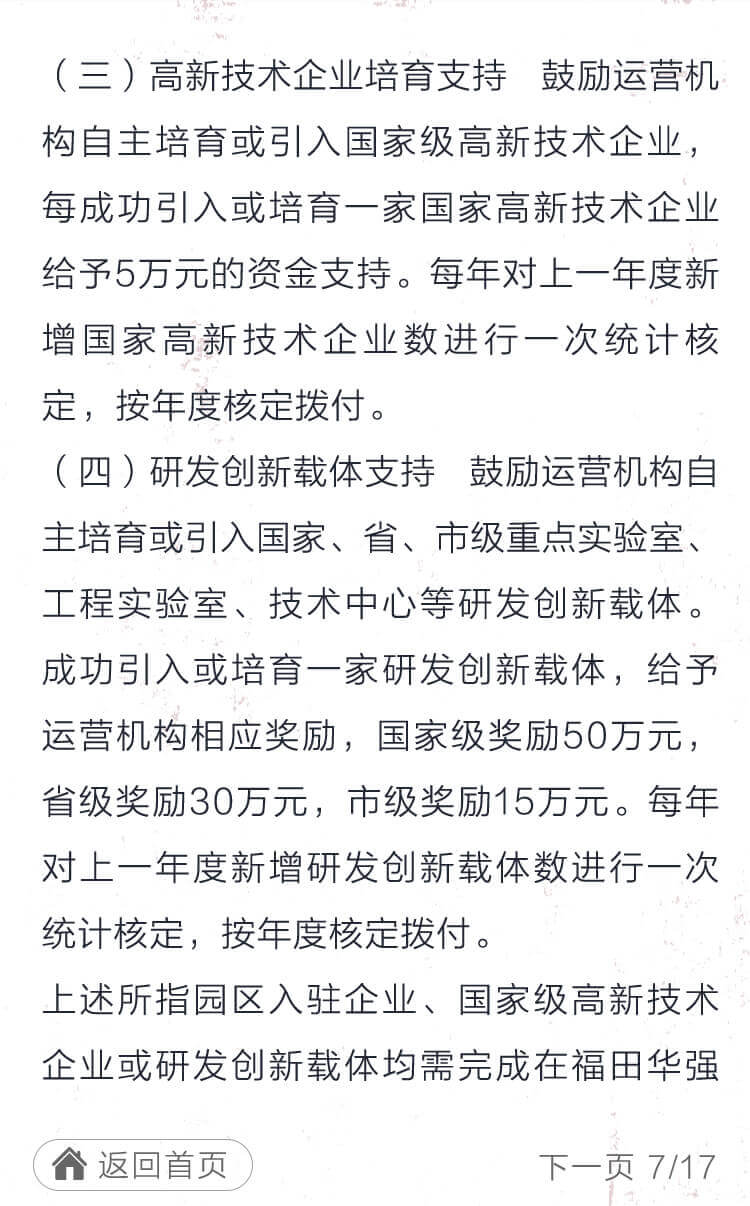 （三）高新技术企业培育支持　鼓励运营机
构自主培育或引入国家级高新技术企业，
每成功引入或培育一家国家高新技术企业
给予5万元的资金支持。每年对上一年度新
增国家高新技术企业数进行一次统计核
定，按年度核定拨付。
（四）研发创新载体支持　鼓励运营机构自
主培育或引入国家、省、市级重点实验室、
工程实验室、技术中心等研发创新载体。
成功引入或培育一家研发创新载体，给予
运营机构相应奖励，国家级奖励50万元，
省级奖励30万元，市级奖励15万元。每年
对上一年度新增研发创新载体数进行一次
统计核定，按年度核定拨付。
上述所指园区入驻企业、国家级高新技术
企业或研发创新载体均需完成在福田华强
返回首页
下一页 7/17